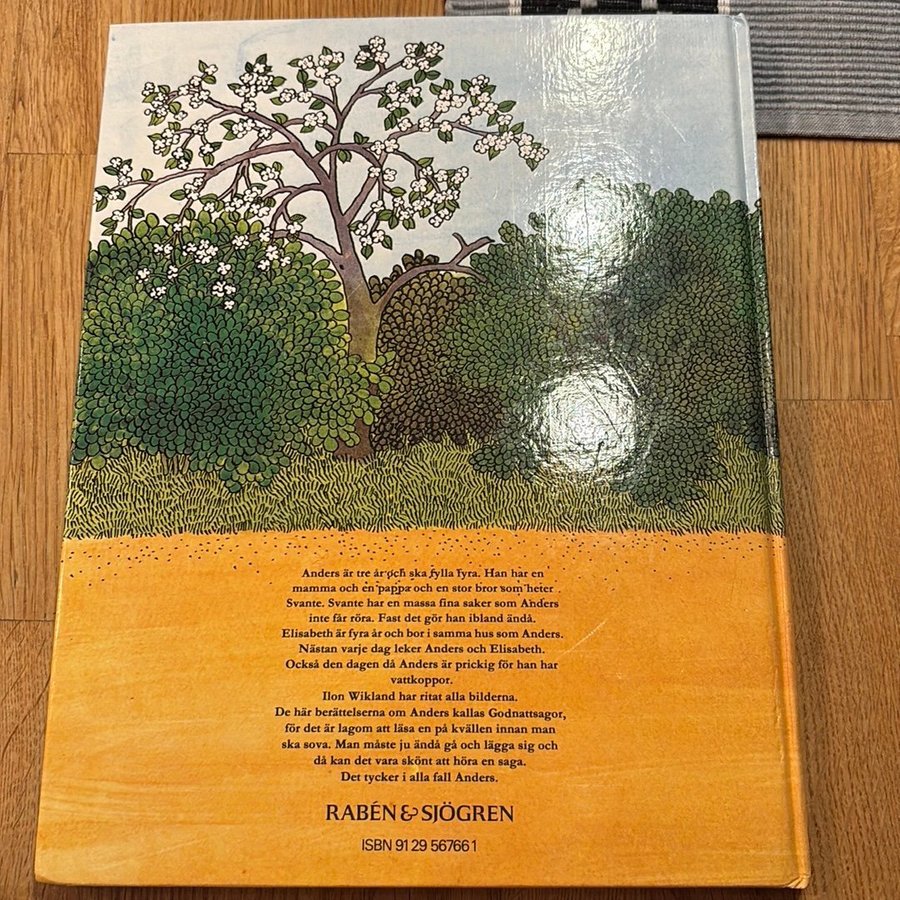 Anders är tre år och ska fylla fyra. Han har en
mamma och en pappa och en stor bror som heter
Svante. Svante har en massa fina saker som Anders
inte får röra. Fast det gör han ibland ändå.
Elisabeth är fyra år och bor i samma hus som Anders.
Nästan varje dag leker Anders och Elisabeth.
Också den dagen då Anders är prickig för han har
vattkoppor.
Ilon Wikland har ritat alla bilderna.
De här berättelserna om Anders kallas Godnattsagor,
för det är lagom att läsa en på kvällen innan man
ska sova. Man måste ju ändå gå och lägga sig och
då kan det vara skönt att höra en saga.
Det tycker i alla fall Anders.
RABÉN & SJÖGREN
ISBN 91 29 56766 1